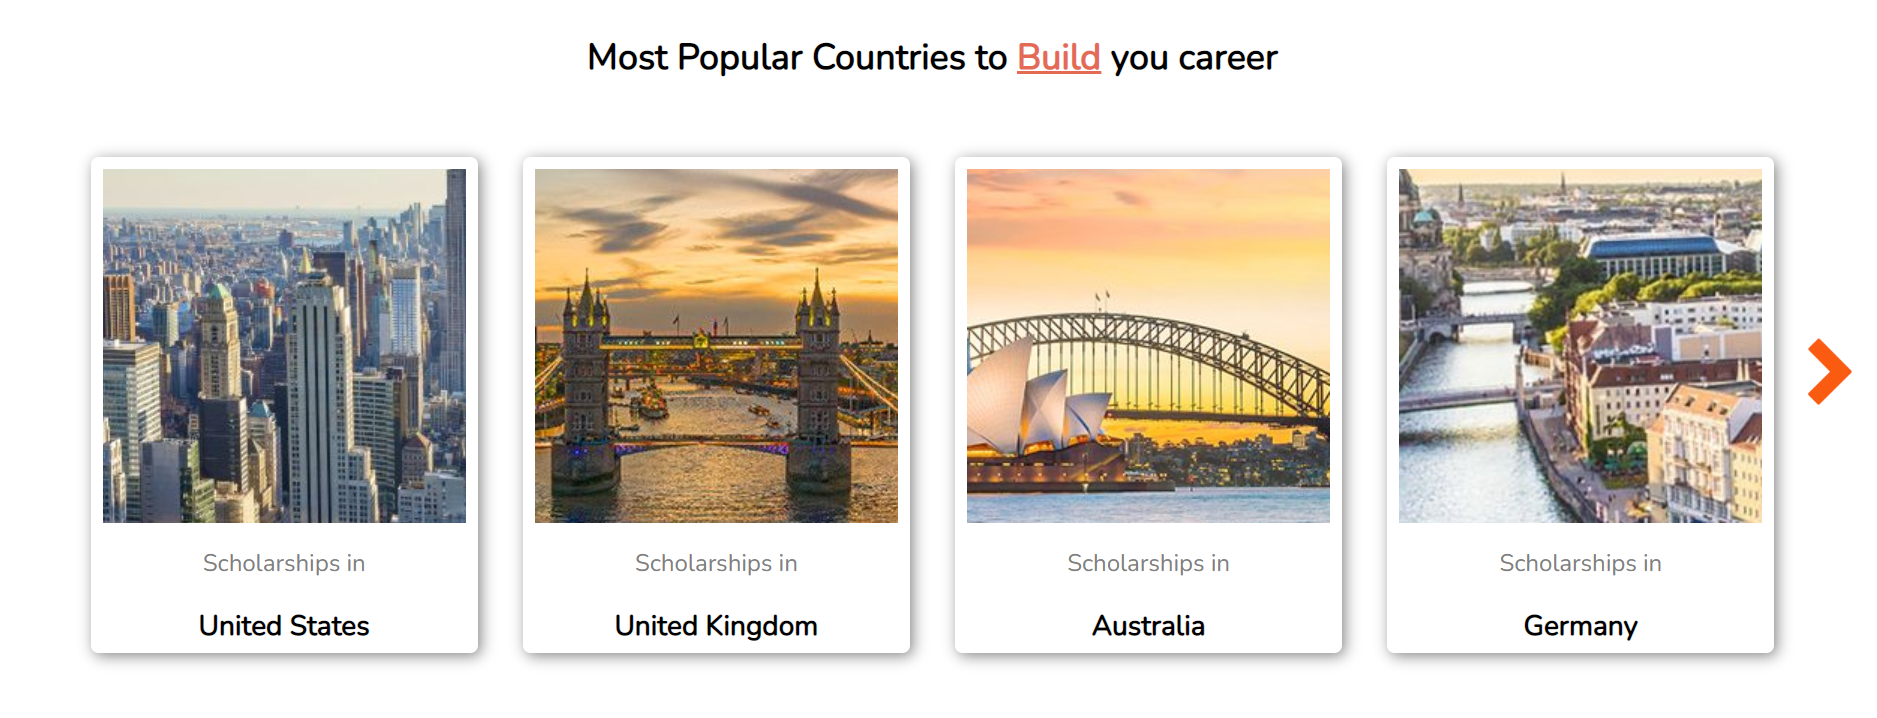 Most Popular Countries to Build you career
Scholarships in
United States
Scholarships in
United Kingdom
Scholarships in
Australia
Scholarships in
Germany